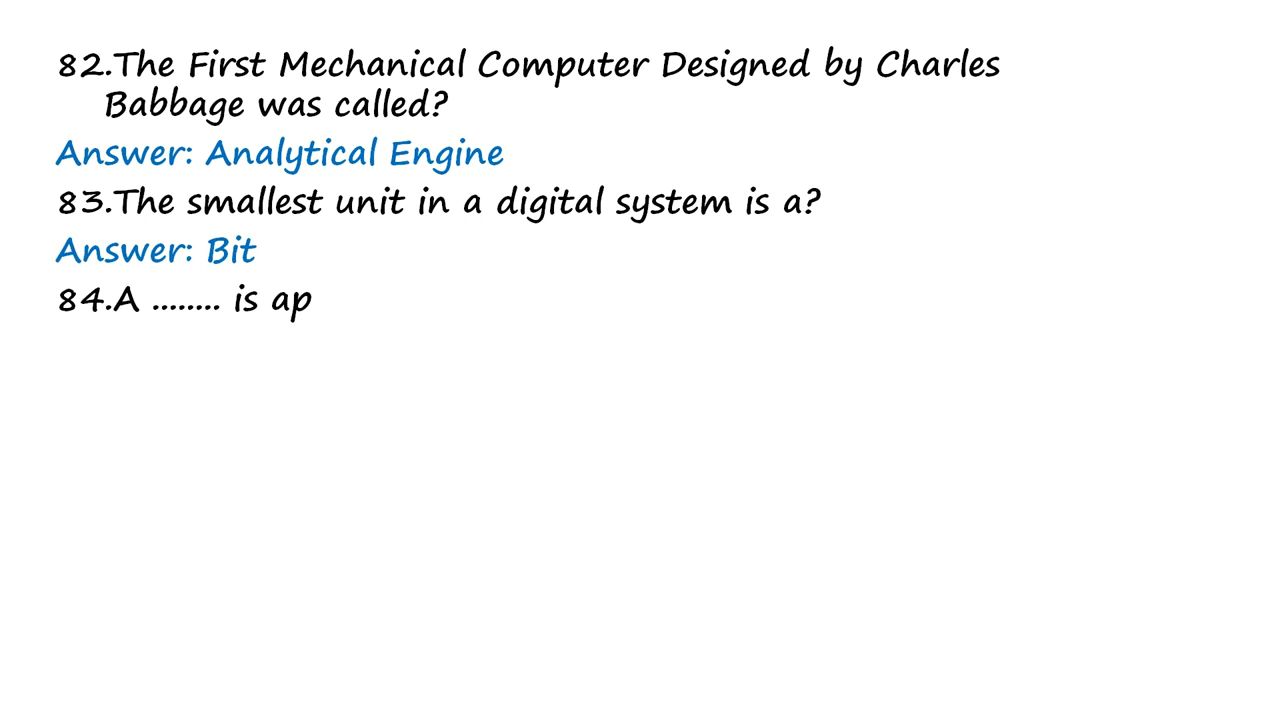 82.The First Mechanical Computer Designed by Charles
Babbage was called?
Answer: Analytical Engine
83.The smallest unit in a digital system is a?
Answer: Bit
84.A ........ is ap